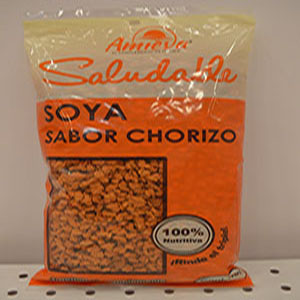 Amieva
Saludable
SOYA
SABOR CHORIZO
100%
Nutritiva
¡Rinde el triple!